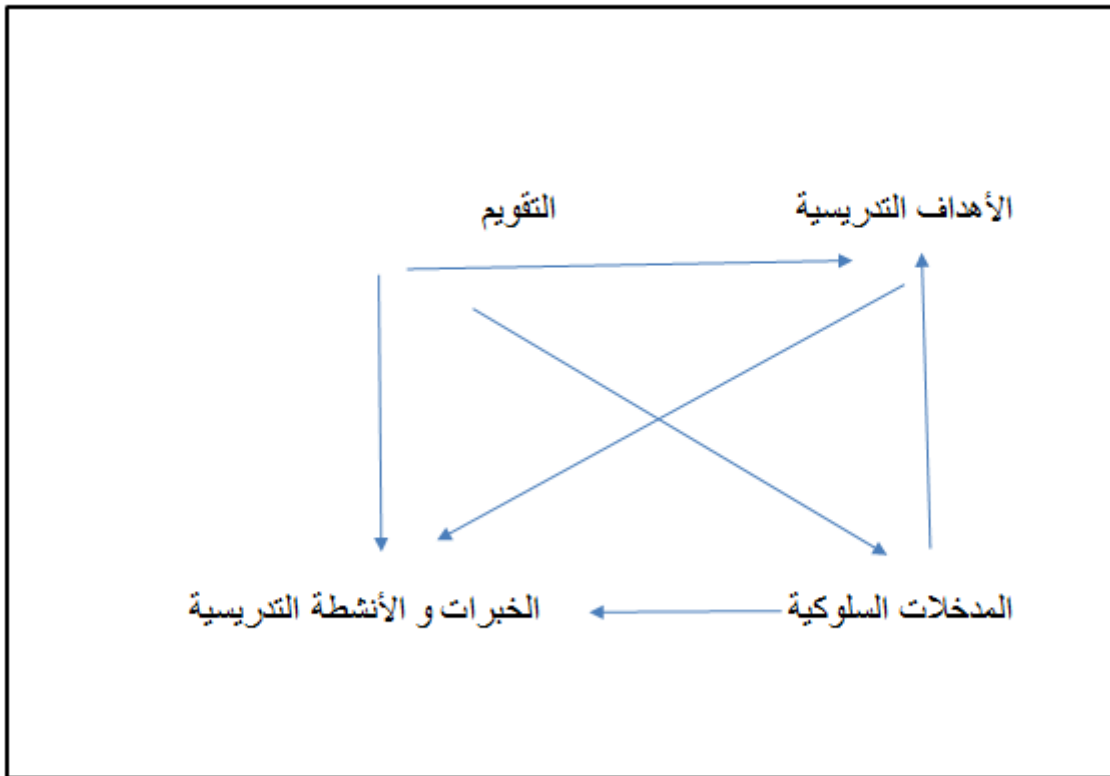 الأهداف التدريسية
التقويم
المدخلات السلوكية
الخبرات و الأنشطة التدريسية